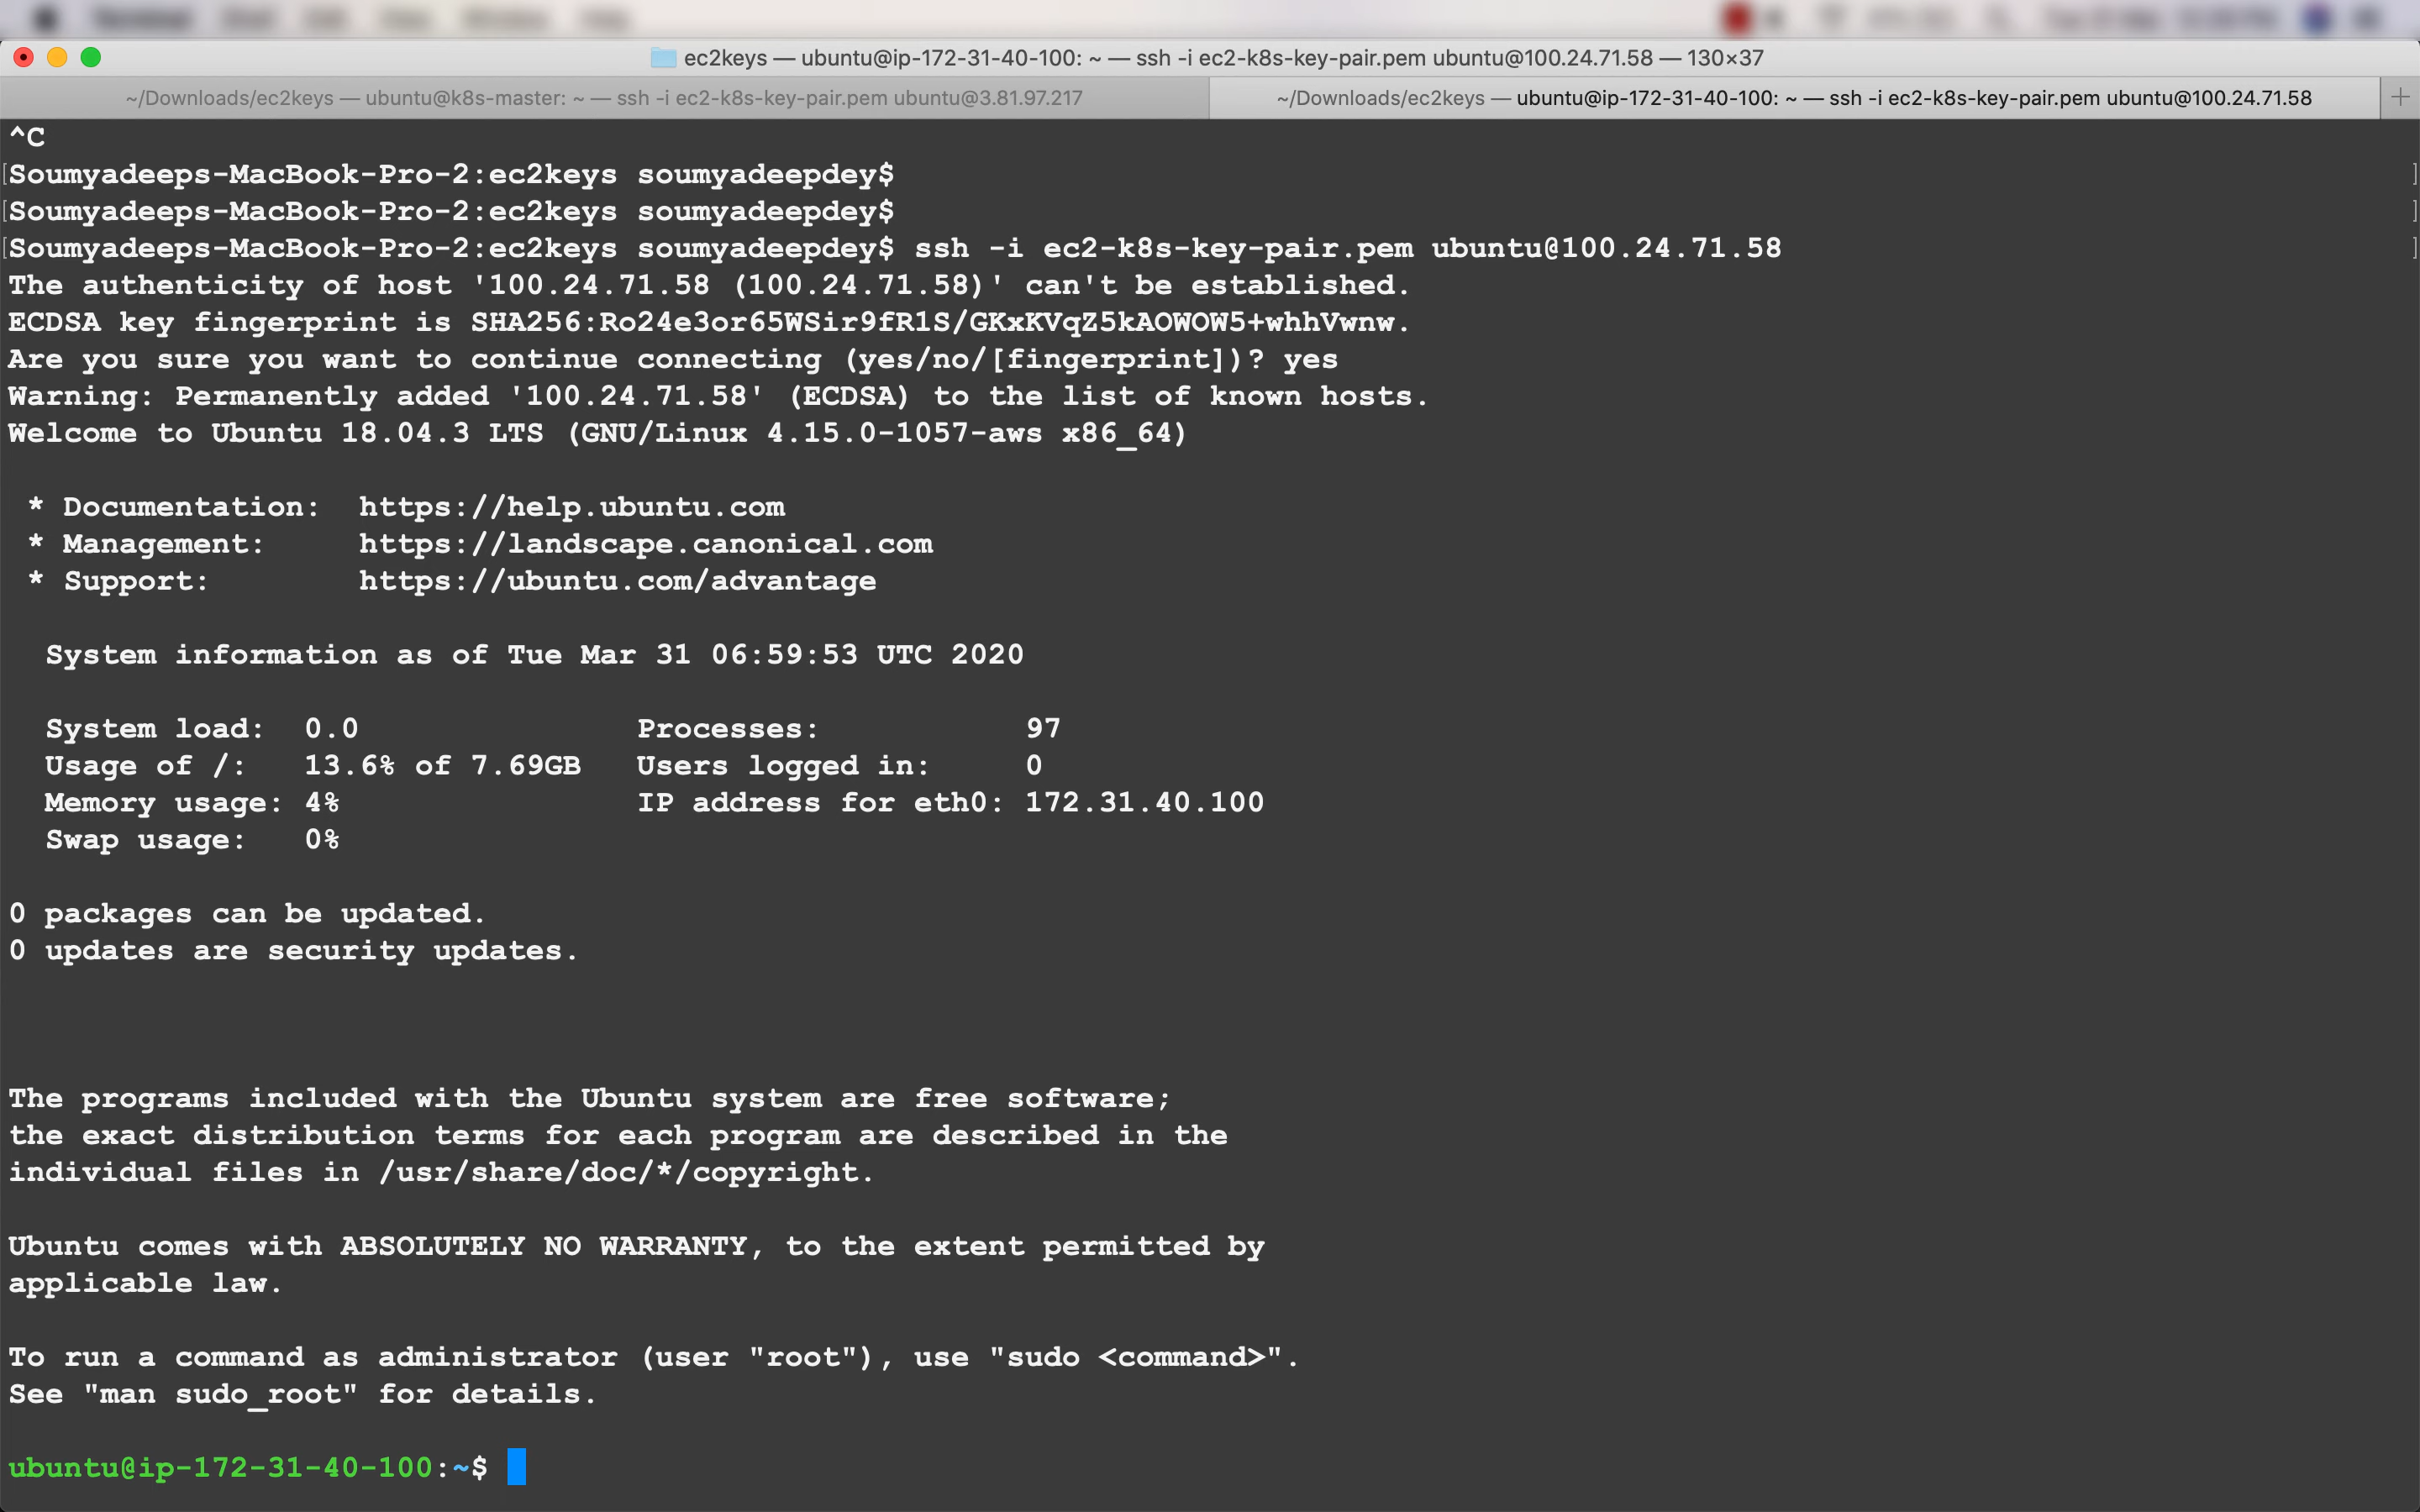 ec2keys — ubuntu@ip-172-31-40-100: ~ — ssh -i ec2-k8s-key-pair.pem ubuntu@100.24.71.58 — 130×37
~/Downloads/ec2keys — ubuntu@k8s-master: ~ — ssh -i ec2-k8s-key-pair.pem ubuntu@3.81.97.217
~/Downloads/ec2keys — ubuntu@ip-172-31-40-100: ~ — ssh -i ec2-k8s-key-pair.pem ubuntu@100.24.71.58
^C
[Soumyadeeps-MacBook-Pro-2:ec2keys soumyadeepdey$ ]
[Soumyadeeps-MacBook-Pro-2:ec2keys soumyadeepdey$ ]
[Soumyadeeps-MacBook-Pro-2:ec2keys soumyadeepdey$ ssh -i ec2-k8s-key-pair.pem ubuntu@100.24.71.58 ]
The authenticity of host '100.24.71.58 (100.24.71.58)' can't be established.
ECDSA key fingerprint is SHA256:Ro24e3or65WSir9fR1S/GKxKVqZ5kAOWOW5+whhVwnw.
Are you sure you want to continue connecting (yes/no/[fingerprint])? yes
Warning: Permanently added '100.24.71.58' (ECDSA) to the list of known hosts.
Welcome to Ubuntu 18.04.3 LTS (GNU/Linux 4.15.0-1057-aws x86_64)
* Documentation:  https://help.ubuntu.com
* Management:     https://landscape.canonical.com
* Support:        https://ubuntu.com/advantage
System information as of Tue Mar 31 06:59:53 UTC 2020
System load:  0.0               Processes:           97
Usage of /:   13.6% of 7.69GB   Users logged in:     0
Memory usage: 4%                IP address for eth0: 172.31.40.100
Swap usage:   0%
0 packages can be updated.
0 updates are security updates.
The programs included with the Ubuntu system are free software;
the exact distribution terms for each program are described in the
individual files in /usr/share/doc/*/copyright.
Ubuntu comes with ABSOLUTELY NO WARRANTY, to the extent permitted by
applicable law.
To run a command as administrator (user "root"), use "sudo <command>".
See "man sudo_root" for details.
ubuntu@ip-172-31-40-100:~$